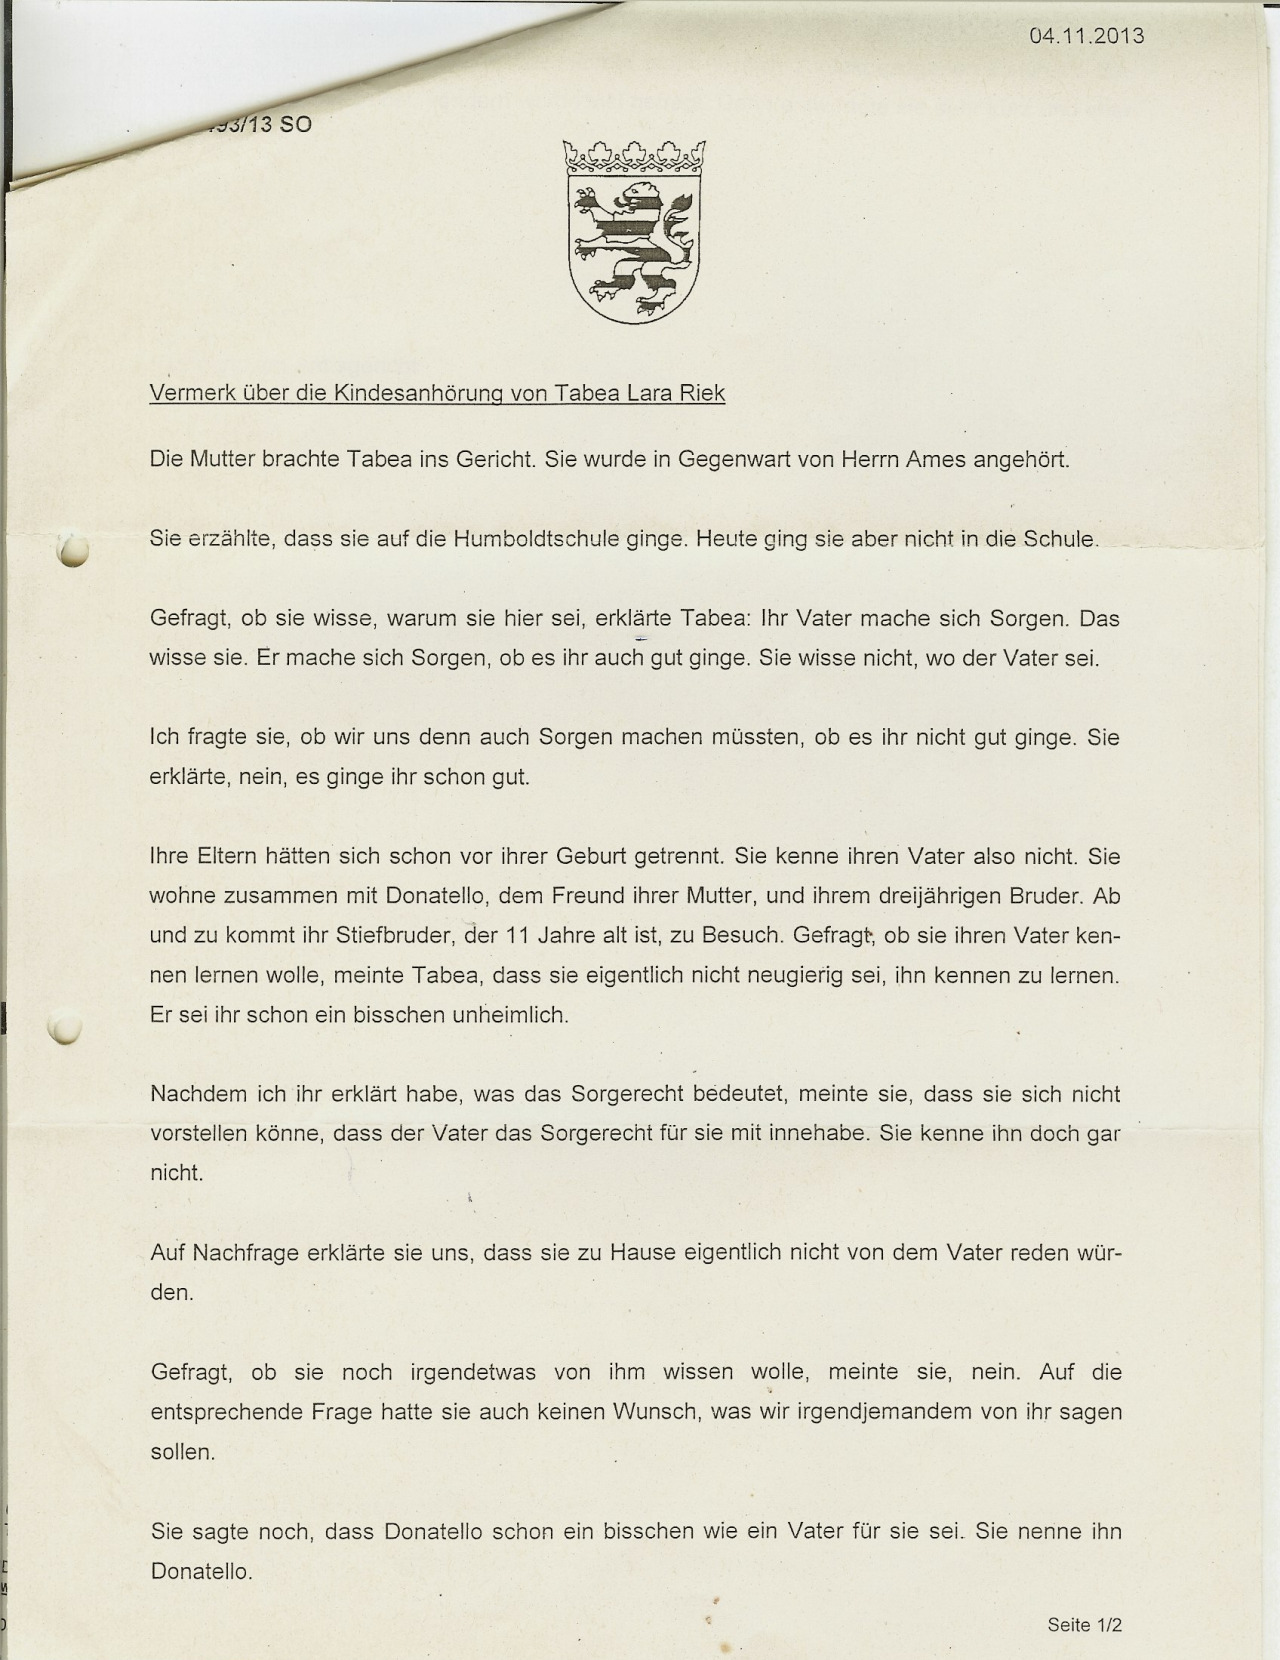 04.11.2013
93/13 SO
Vermerk über die Kindesanhörung von Tabea Lara Riek
Die Mutter brachte Tabea ins Gericht. Sie wurde in Gegenwart von Herrn Ames angehört.
Sie erzählte, dass sie auf die Humboldtschule ginge. Heute ging sie aber nicht in die Schule.
Gefragt, ob sie wisse, warum sie hier sei, erklärte Tabea: Ihr Vater mache sich Sorgen. Das
wisse sie. Er mache sich Sorgen, ob es ihr auch gut ginge. Sie wisse nicht, wo der Vater sei.
Ich fragte sie, ob wir uns denn auch Sorgen machen müssten, ob es ihr nicht gut ginge. Sie
erklärte, nein, es ginge ihr schon gut.
Ihre Eltern hätten sich schon vor ihrer Geburt getrennt. Sie kenne ihren Vater also nicht. Sie
wohne zusammen mit Donatello, dem Freund ihrer Mutter, und ihrem dreijährigen Bruder. Ab
und zu kommt ihr Stiefbruder, der 11 Jahre alt ist, zu Besuch. Gefragt, ob sie ihren Vater ken-
nen lernen wolle, meinte Tabea, dass sie eigentlich nicht neugierig sei, ihn kennen zu lernen.
Er sei ihr schon ein bisschen unheimlich.
Nachdem ich ihr erklärt habe, was das Sorgerecht bedeutet, meinte sie, dass sie sich nicht
vorstellen könne, dass der Vater das Sorgerecht für sie mit innehabe. Sie kenne ihn doch gar
nicht.
Auf Nachfrage erklärte sie uns, dass sie zu Hause eigentlich nicht von dem Vater reden wür-
den.
Gefragt, ob sie noch irgendetwas von ihm wissen wolle, meinte sie, nein. Auf die
entsprechende Frage hatte sie auch keinen Wunsch, was wir irgendjemandem von ihr sagen
sollen.
Sie sagte noch, dass Donatello schon ein bisschen wie ein Vater für sie sei. Sie nenne ihn
Donatello.
Seite 1/2